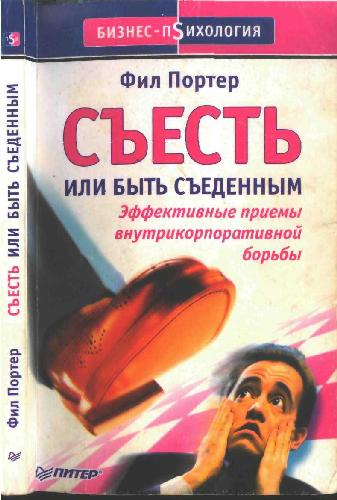 БИЗНЕС-ПSИХОЛОГИЯ
Фил Портер
СЪЕСТЬ
ИЛИ БЫТЬ СЪЕДЕННЫМ
Эффективные приемы
внутрикорпоративной
борьбы
ПИТЕР
Фил Портер СЪЕСТЬ ИЛИ БЫТЬ СЪЕДЕННЫМ
S